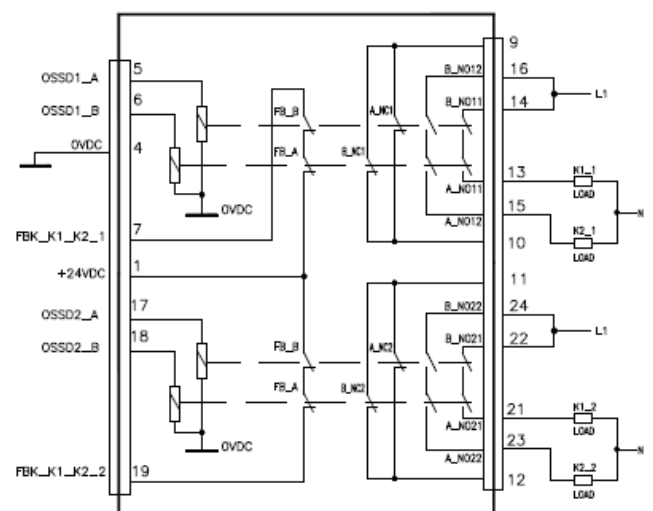 9
5
OSSD1_A
B_NO12
16
L1
OSSD1_B
6
B_NO11
14
FB_B
A_NC1
0VDC
4
FB_A
B_NC1
13
K1_1
LOAD
A_NO11
15
N
0VDC
A_NO12
K2_1
LOAD
FBK_K1_K2_1
7
10
+24VDC
1
11
OSSD2_A
17
B_NO22
24
L1
OSSD2_B
18
B_NO21
22
FB_B
A_NC2
FB_A
B_NC2
21
K1_2
LOAD
A_NO21
23
N
0VDC
A_NO22
K2_2
LOAD
FBK_K1_K2_2
19
12